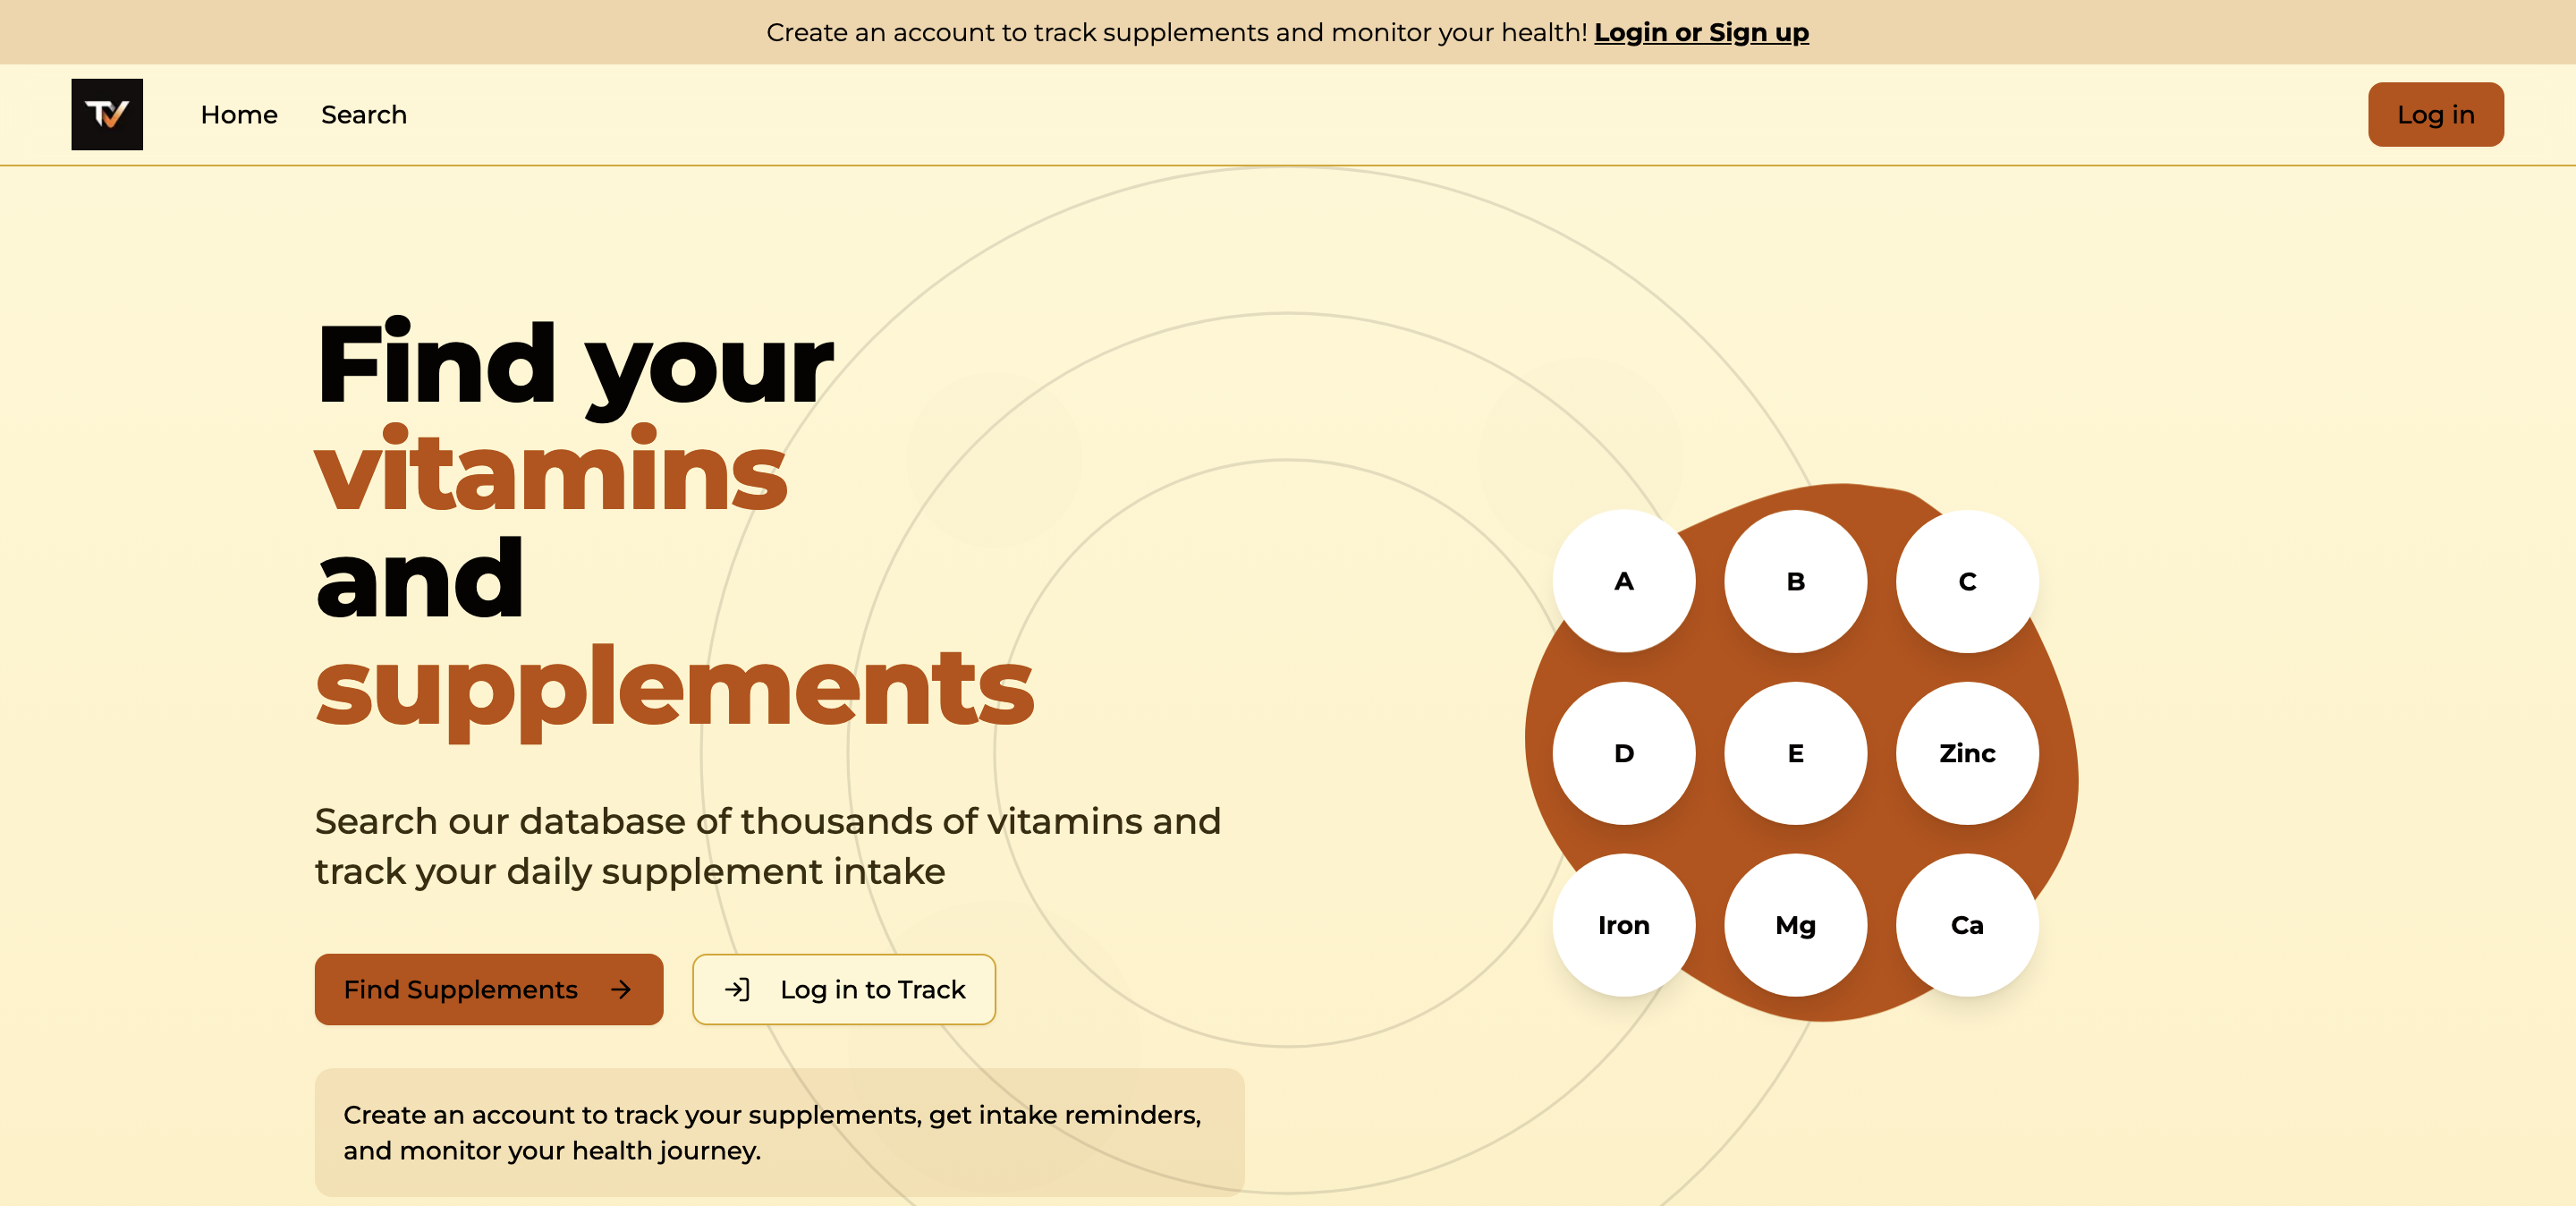 Create an account to track supplements and monitor your health! Login or Sign up
TV
Home
Search
Log in
Find your
vitamins
and
supplements
Search our database of thousands of vitamins and
track your daily supplement intake
Find Supplements
Log in to Track
Create an account to track your supplements, get intake reminders,
and monitor your health journey.
A
B
C
D
E
Zinc
Iron
Mg
Ca